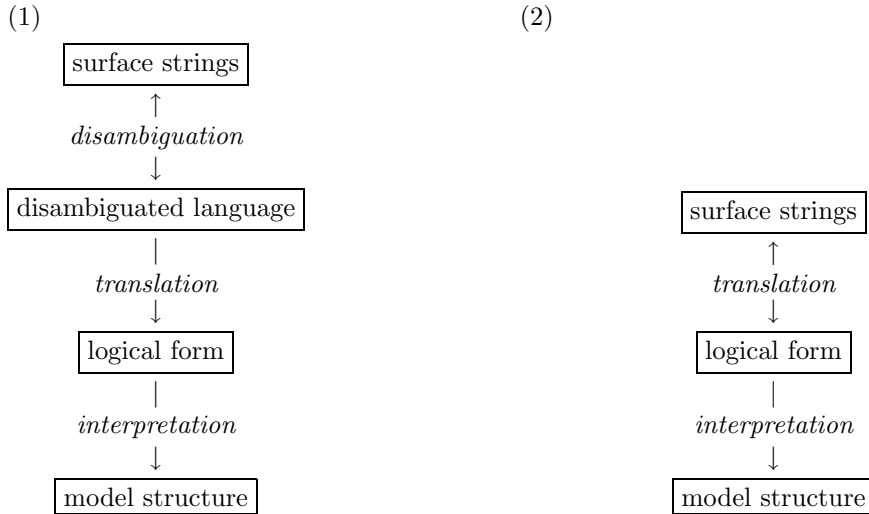 (1)
surface strings
disambiguation
disambiguated language
translation
logical form
interpretation
model structure
(2)
surface strings
translation
logical form
interpretation
model structure